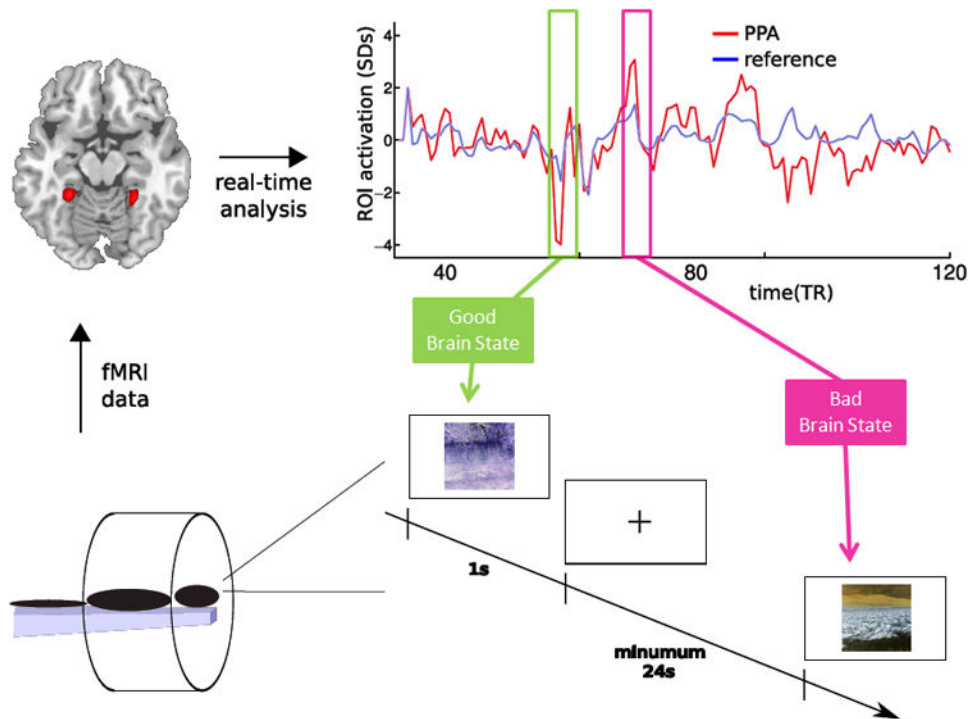 ROI activation (SDs)
4
2
0
−2
−4
PPA
reference
40
80
120
time(TR)
real-time
analysis
Good
Brain State
fMRI
data
Bad
Brain State
1s
minumum
24s